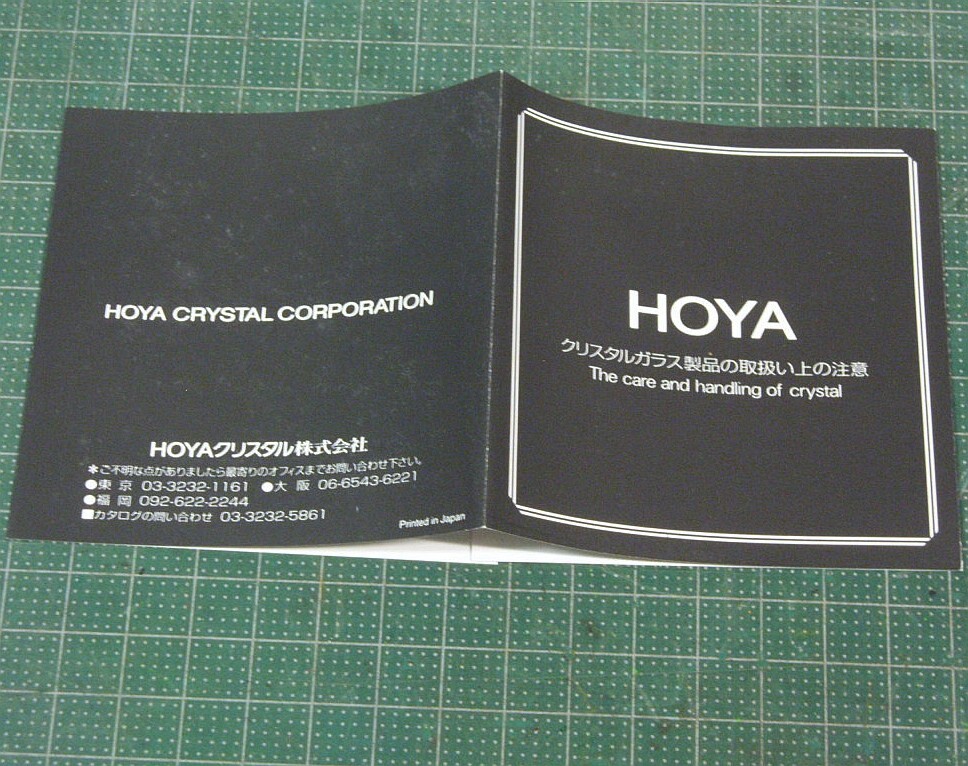 HOYA CRYSTAL CORPORATION
HOYAクリスタル株式会社
＊ご不明な点がありましたら最寄りのオフィスまでお問い合わせ下さい。
●東 京 03-3232-1161 ●大 阪 06-6543-6221
●福 岡 092-622-2244
■カタログの問い合わせ 03-3232-5861
Printed in Japan
HOYA
クリスタルガラス製品の取扱い上の注意
The care and handling of crystal